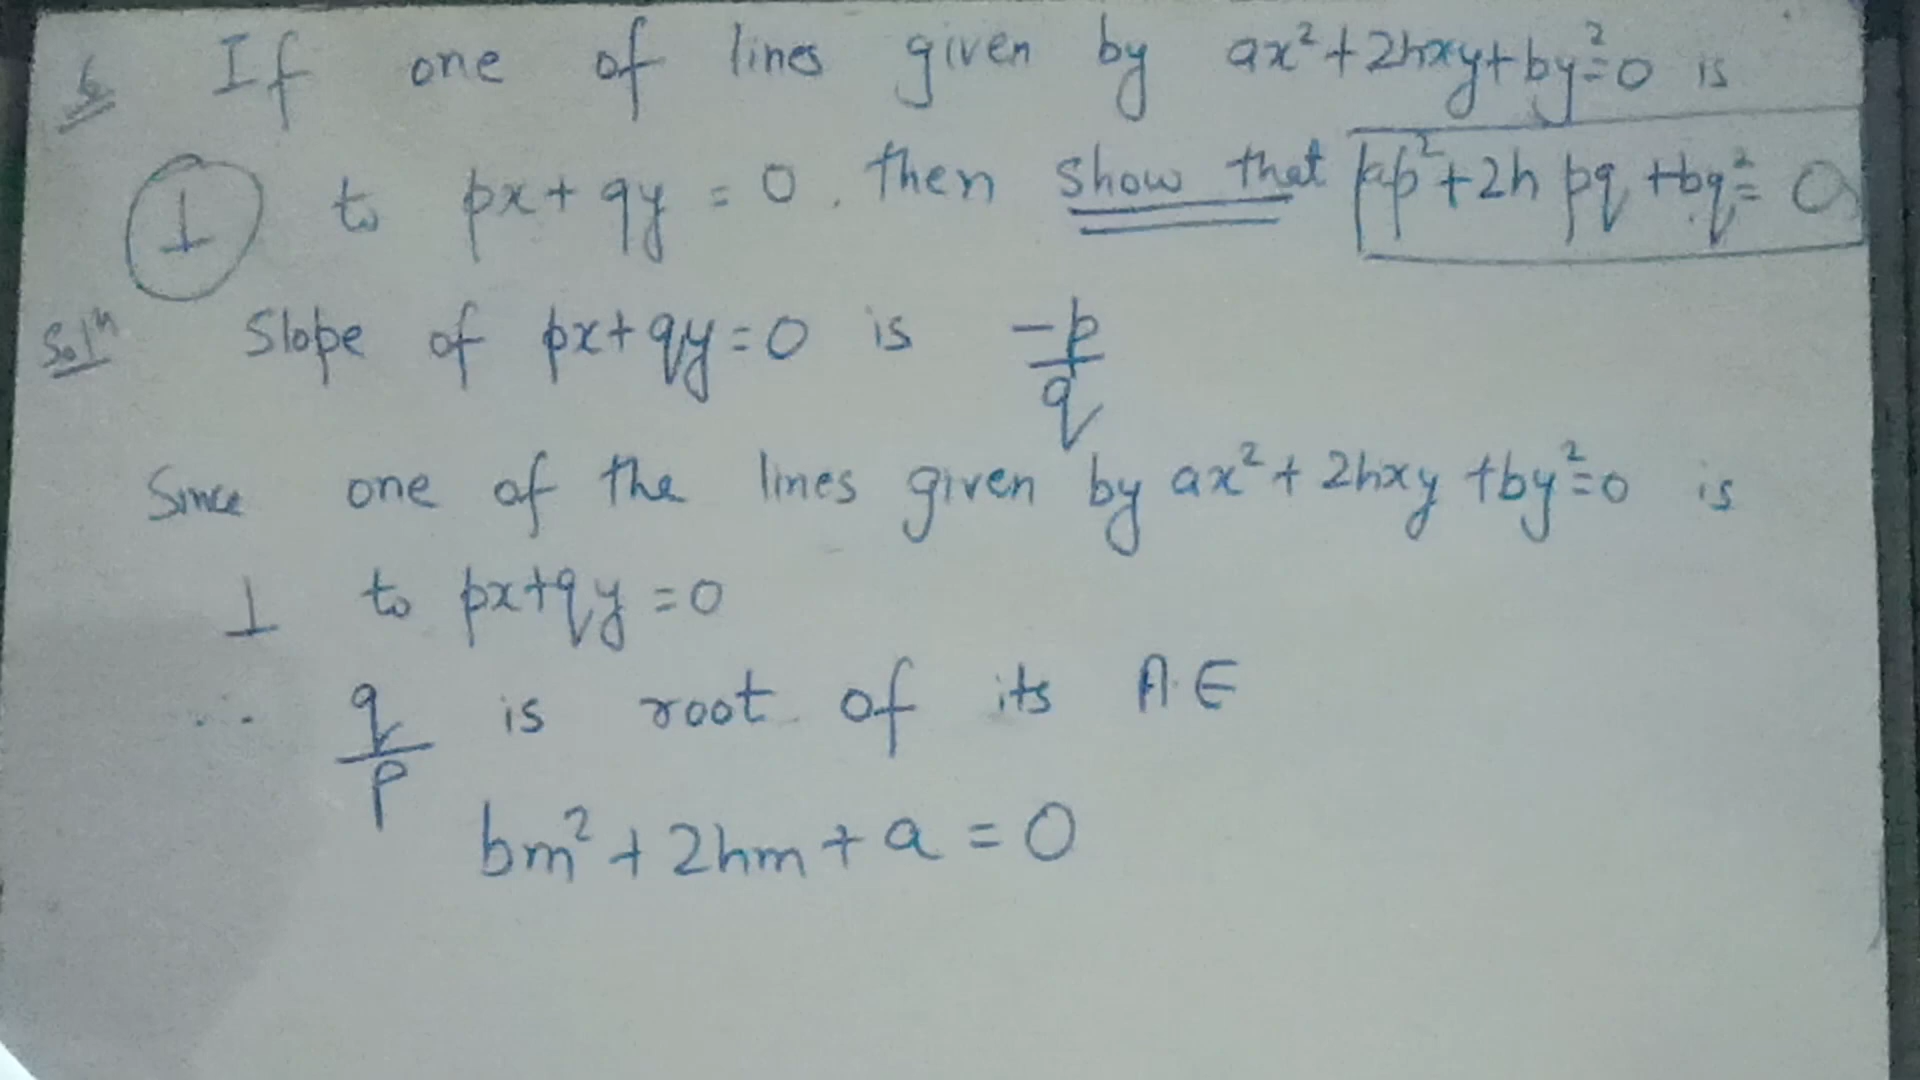 6 If one of lines given by ax²+2hxy+by²=0 is
⊥ to px+qy=0. then show that ap²+2hpq+bq²=0
Solⁿ Slope of px+qy=0 is -p/q
Since one of the lines given by ax²+2hxy+by²=0 is
⊥ to px+qy=0
∴ q/p is root of its A.E
bm²+2hm+a=0